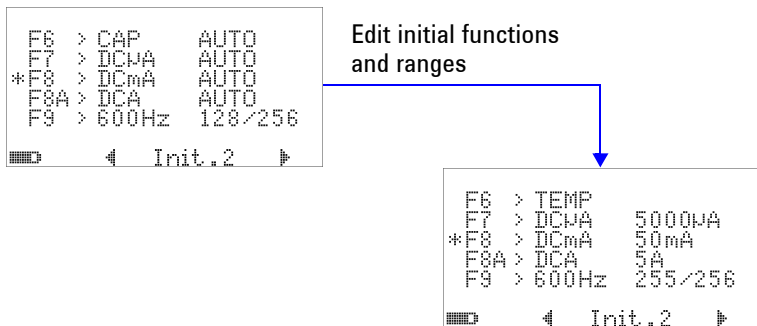 F6 > CAP AUTO
F7 > DCμA AUTO
*F8 > DCmA AUTO
F8A > DCA AUTO
F9 > 600Hz 128/256
Init.2
Edit initial functions
and ranges
F6 > TEMP
F7 > DCμA 5000μA
*F8 > DCmA 50mA
F8A > DCA 5A
F9 > 600Hz 255/256
Init.2